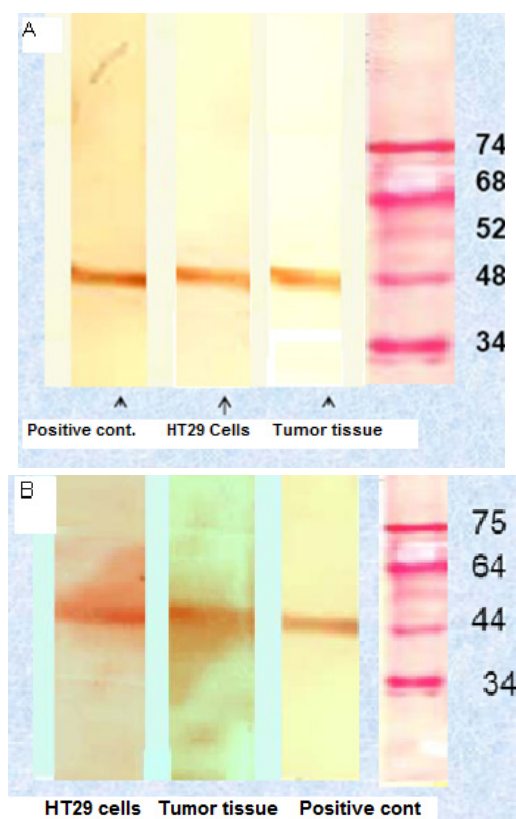 A
74
68
52
48
34
Positive cont. HT29 Cells Tumor tissue
B
75
64
44
34
HT29 cells Tumor tissue Positive cont